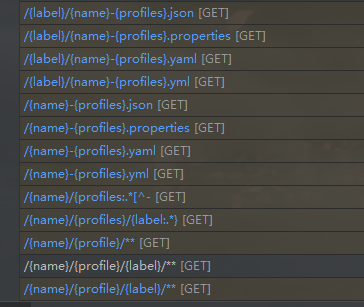 /{label}/{name}-{profiles}.json [GET]
/{label}/{name}-{profiles}.properties [GET]
/{label}/{name}-{profiles}.yaml [GET]
/{label}/{name}-{profiles}.yml [GET]
/{name}-{profiles}.json [GET]
/{name}-{profiles}.properties [GET]
/{name}-{profiles}.yaml [GET]
/{name}-{profiles}.yml [GET]
/{name}/{profiles:.*[^- [GET]
/{name}/{profiles}/{label:.*} [GET]
/{name}/{profile}/** [GET]
/{name}/{profile}/{label}/** [GET]
/{name}/{profile}/{label}/** [GET]